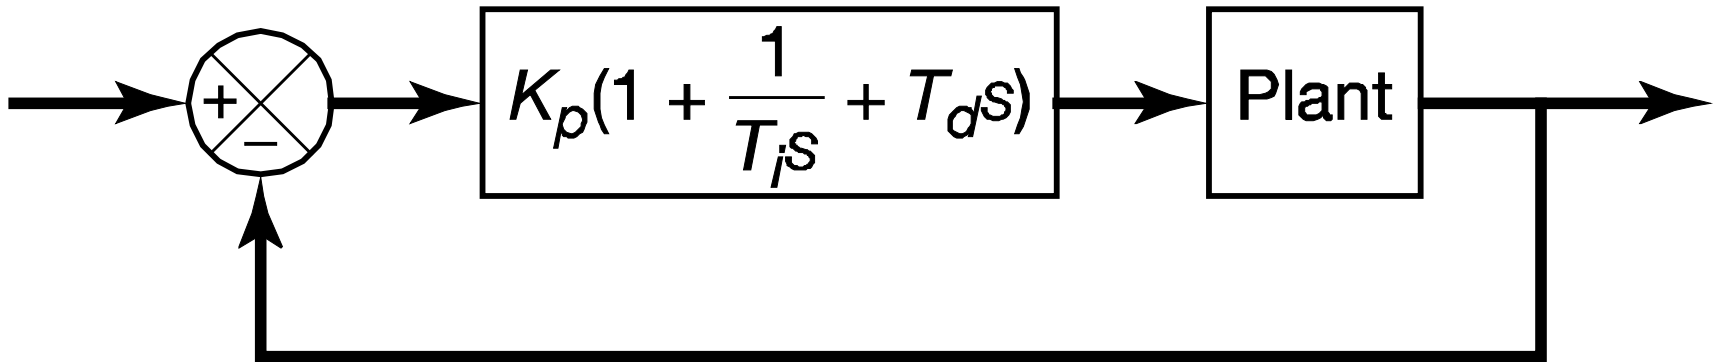 +
−
Kp(1 + 1/Tis + Tds)
Plant